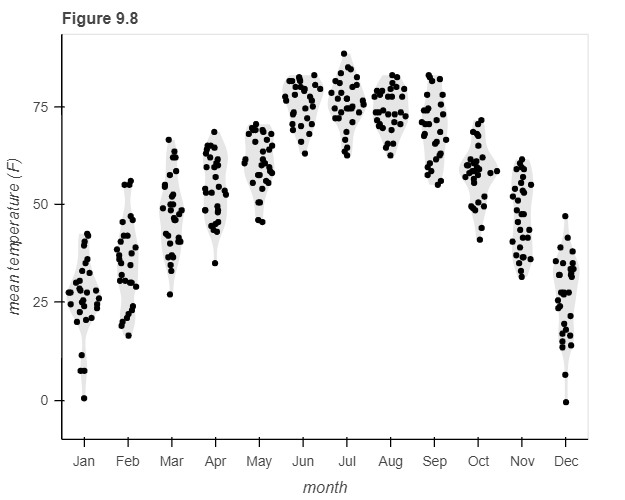 Figure 9.8
mean temperature (F)
75
50
25
0
Jan Feb Mar Apr May Jun Jul Aug Sep Oct Nov Dec
month